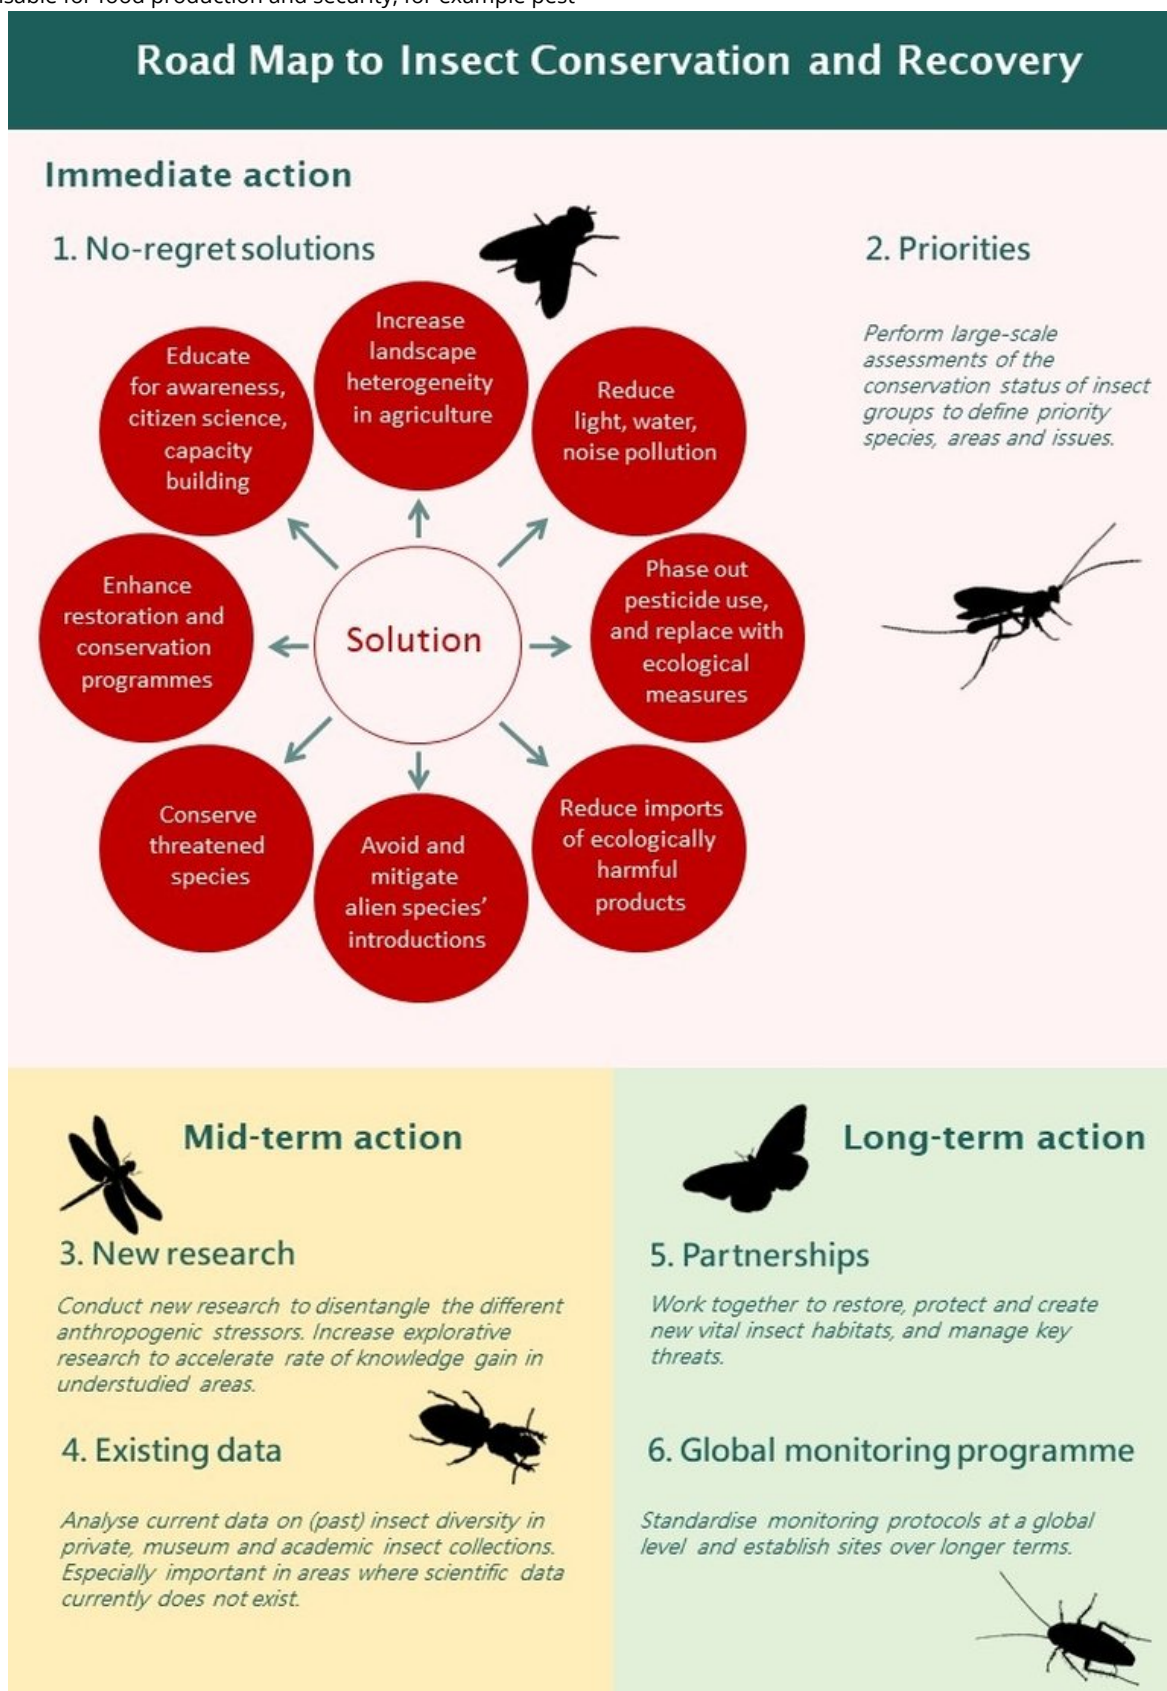 for food production and security, for example pest
Road Map to Insect Conservation and Recovery
Immediate action
1. No-regret solutions
Increase
landscape
heterogeneity
in agriculture
Reduce
light, water,
noise pollution
Phase out
pesticide use,
and replace with
ecological
measures
Reduce imports
of ecologically
harmful
products
Avoid and
mitigate
alien species’
introductions
Conserve
threatened
species
Enhance
restoration and
conservation
programmes
Educate
for awareness,
citizen science,
capacity
building
Solution
2. Priorities
Perform large-scale
assessments of the
conservation status of insect
groups to define priority
species, areas and issues.
Mid-term action
3. New research
Conduct new research to disentangle the different
anthropogenic stressors. Increase explorative
research to accelerate rate of knowledge gain in
understudied areas.
4. Existing data
Analyse current data on (past) insect diversity in
private, museum and academic insect collections.
Especially important in areas where scientific data
currently does not exist.
Long-term action
5. Partnerships
Work together to restore, protect and create
new vital insect habitats, and manage key
threats.
6. Global monitoring programme
Standardise monitoring protocols at a global
level and establish sites over longer terms.